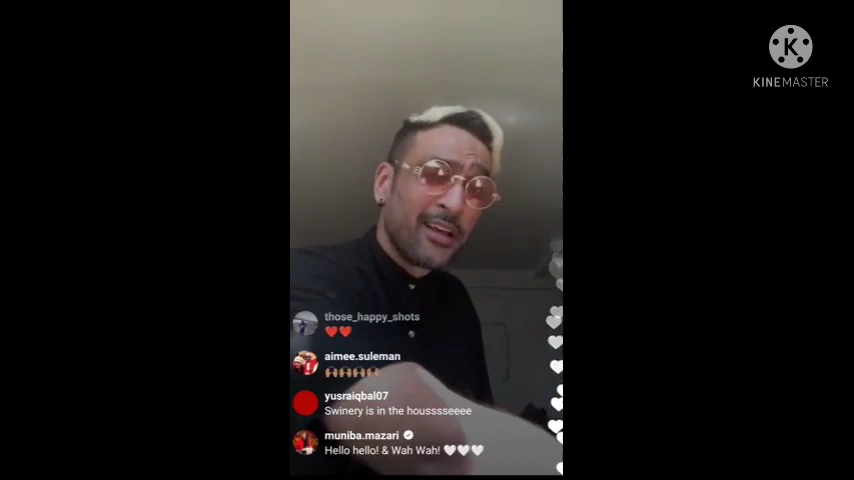 KINEMASTER
those_happy_shots
❤️❤️
aimee.suleman
🙌🏽🙌🏽🙌🏽🙌🏽
yusraiqbal07
Swinery is in the housssseeee
muniba.mazari
Hello hello! & Wah Wah! 🤍🤍🤍